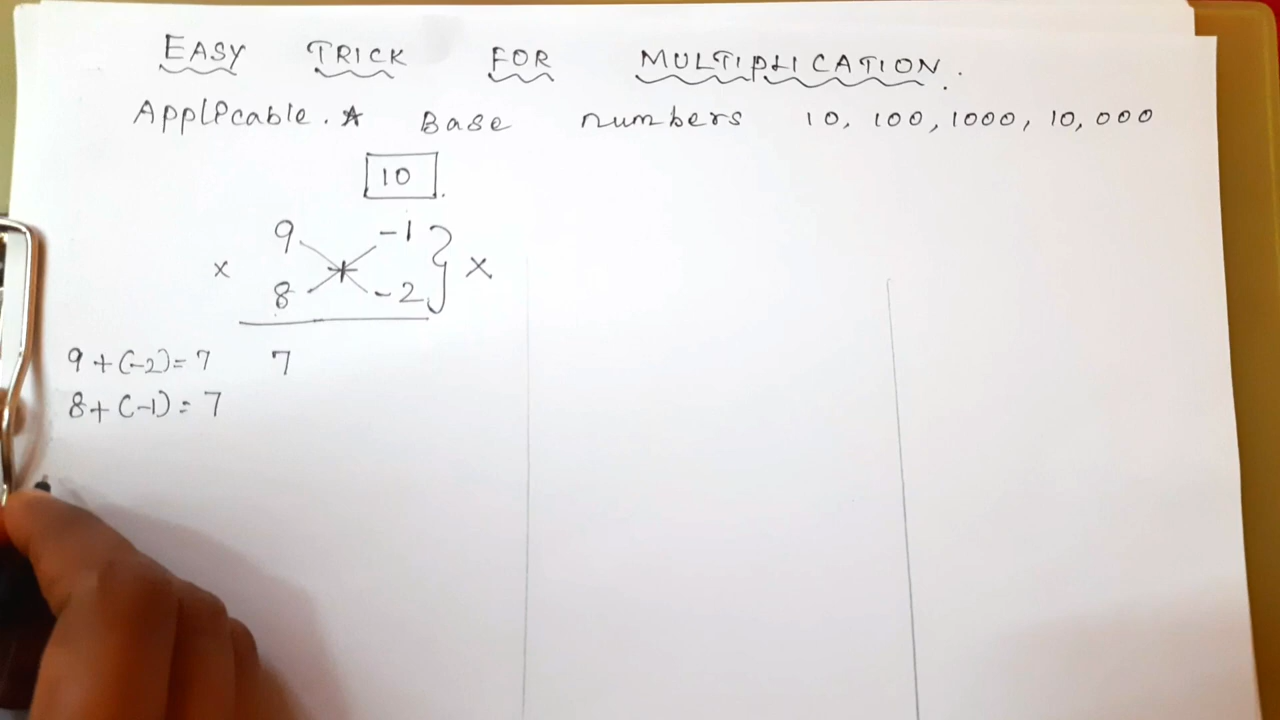 EASY TRICK FOR MULTIPLICATION.
Applicable. * Base numbers 10, 100, 1000, 10,000
10.
9 -1
× + } ×
8 -2
9 + (-2) = 7 7
8 + (-1) = 7